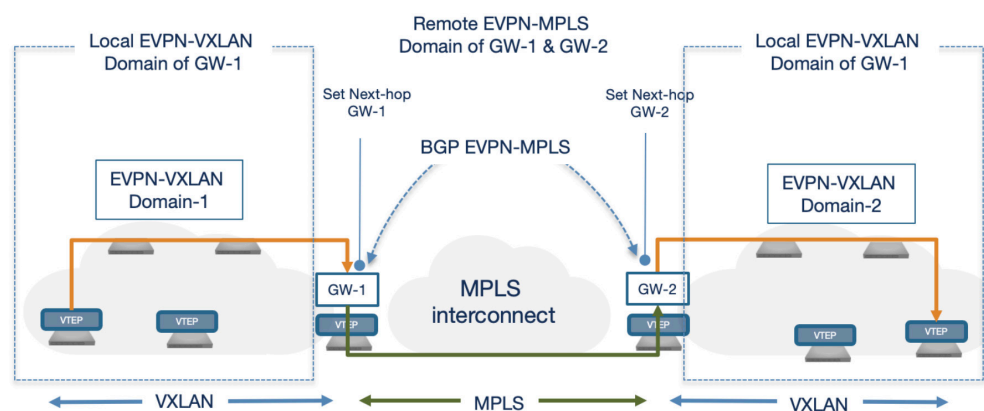 Local EVPN-VXLAN
Domain of GW-1
Remote EVPN-MPLS
Domain of GW-1 & GW-2
Local EVPN-VXLAN
Domain of GW-1
Set Next-hop
GW-1
Set Next-hop
GW-2
BGP EVPN-MPLS
EVPN-VXLAN
Domain-1
EVPN-VXLAN
Domain-2
GW-1
MPLS
interconnect
GW-2
VTEP
VTEP
VTEP
VTEP
VTEP
VTEP
VXLAN
MPLS
VXLAN